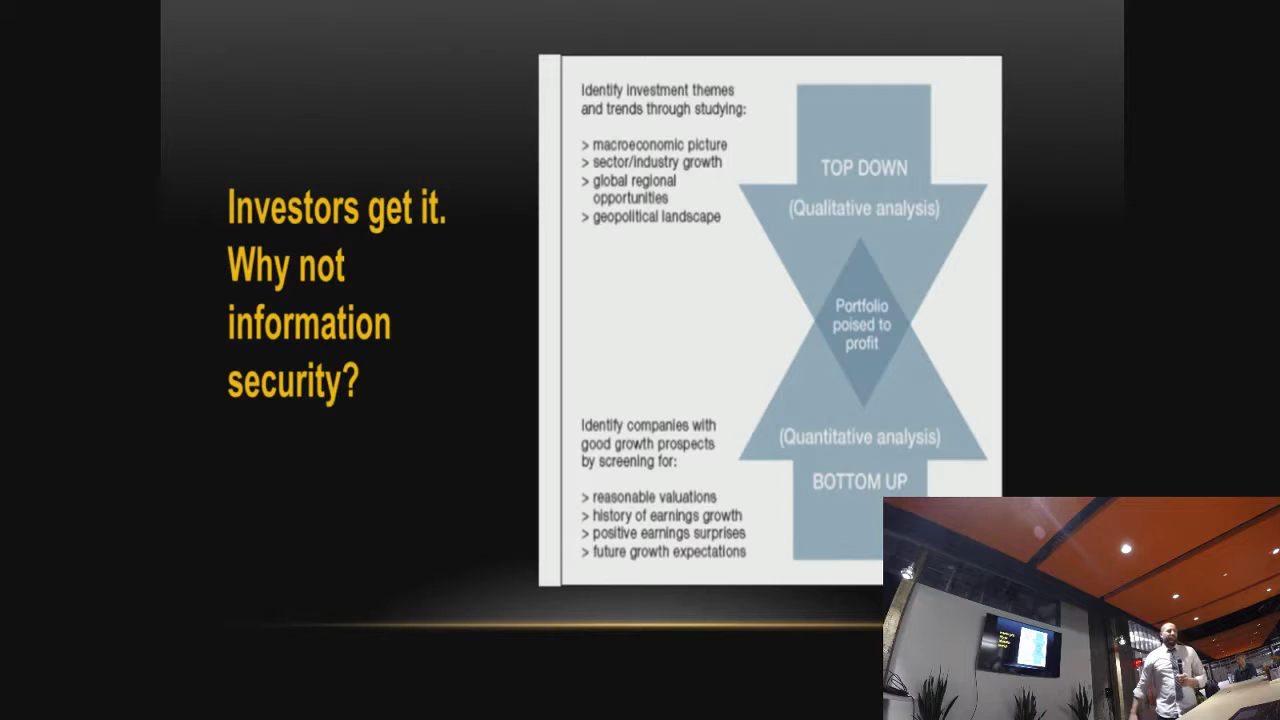 Investors get it.
Why not
information
security?
Identify investment themes
and trends through studying:
> macroeconomic picture
> sector/industry growth
> global regional
opportunities
> geopolitical landscape
TOP DOWN
(Qualitative analysis)
Portfolio
poised to
profit
Identify companies with
good growth prospects
by screening for:
> reasonable valuations
> history of earnings growth
> positive earnings surprises
> future growth expectations
(Quantitative analysis)
BOTTOM UP